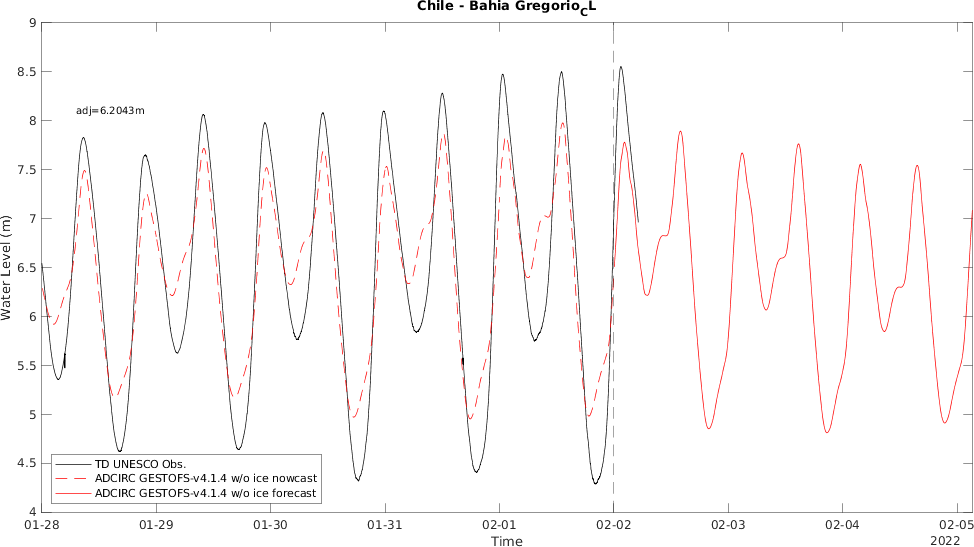 Chile - Bahia Gregorio_CL
9
8.5
8
7.5
7
6.5
6
5.5
5
4.5
4
Water Level (m)
adj=6.2043m
TD UNESCO Obs.
ADCIRC GESTOFS-v4.1.4 w/o ice nowcast
ADCIRC GESTOFS-v4.1.4 w/o ice forecast
01-28 01-29 01-30 01-31 02-01 02-02 02-03 02-04 02-05
Time
2022